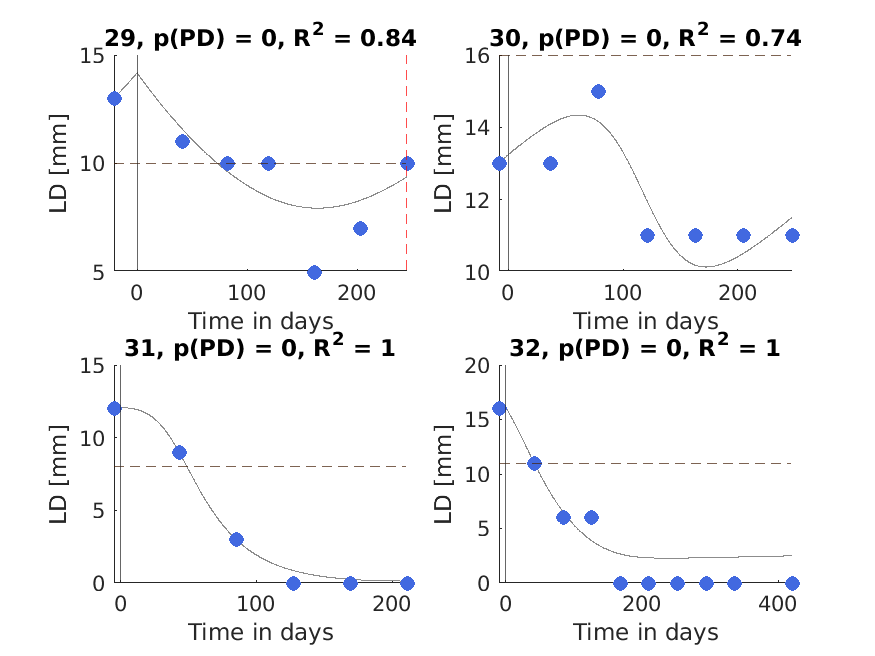 29, p(PD) = 0, R² = 0.84
15
10
5
LD [mm]
0
100
200
Time in days
30, p(PD) = 0, R² = 0.74
16
14
12
10
LD [mm]
0
100
200
Time in days
31, p(PD) = 0, R² = 1
15
10
5
0
LD [mm]
0
100
200
Time in days
32, p(PD) = 0, R² = 1
20
15
10
5
0
LD [mm]
0
200
400
Time in days